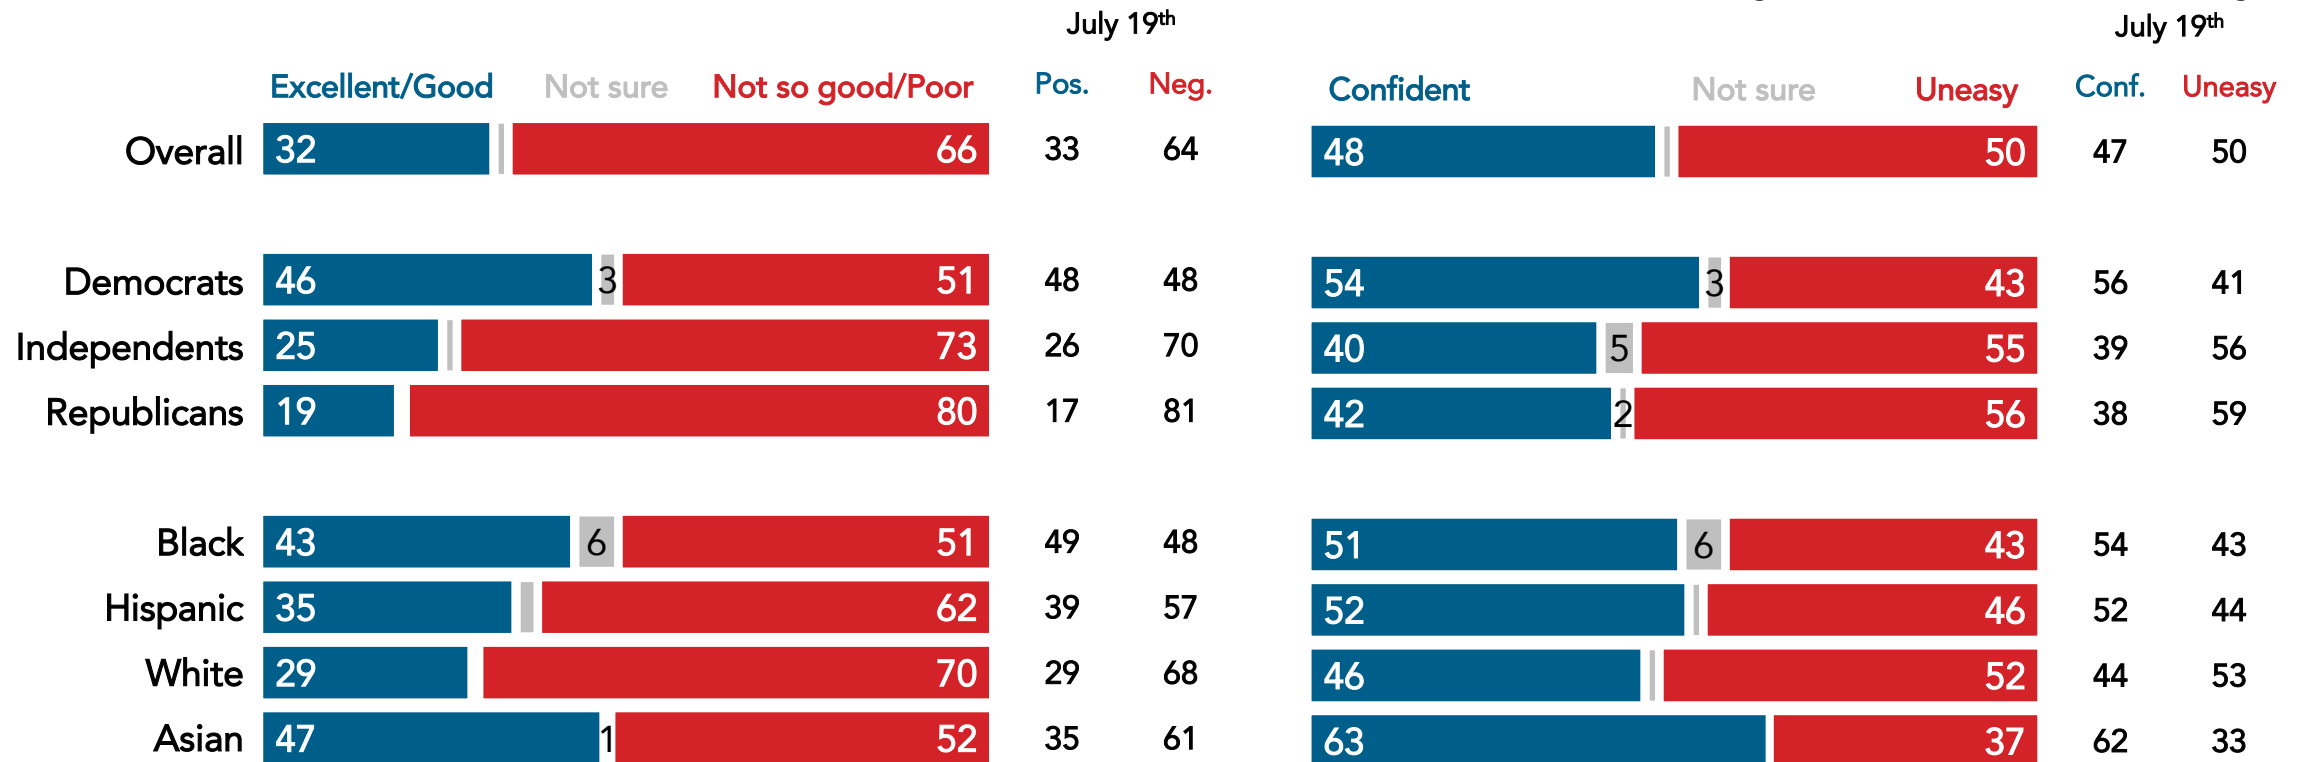 July 19th
July 19th
Excellent/Good Not sure Not so good/Poor Pos. Neg. Confident Not sure Uneasy Conf. Uneasy
Overall 32 66 33 64 48 50 47 50
Democrats 46 3 51 48 48 54 3 43 56 41
Independents 25 73 26 70 40 5 55 39 56
Republicans 19 80 17 81 42 2 56 38 59
Black 43 6 51 49 48 51 6 43 54 43
Hispanic 35 62 39 57 52 46 52 44
White 29 70 29 68 46 52 44 53
Asian 47 1 52 35 61 63 37 62 33